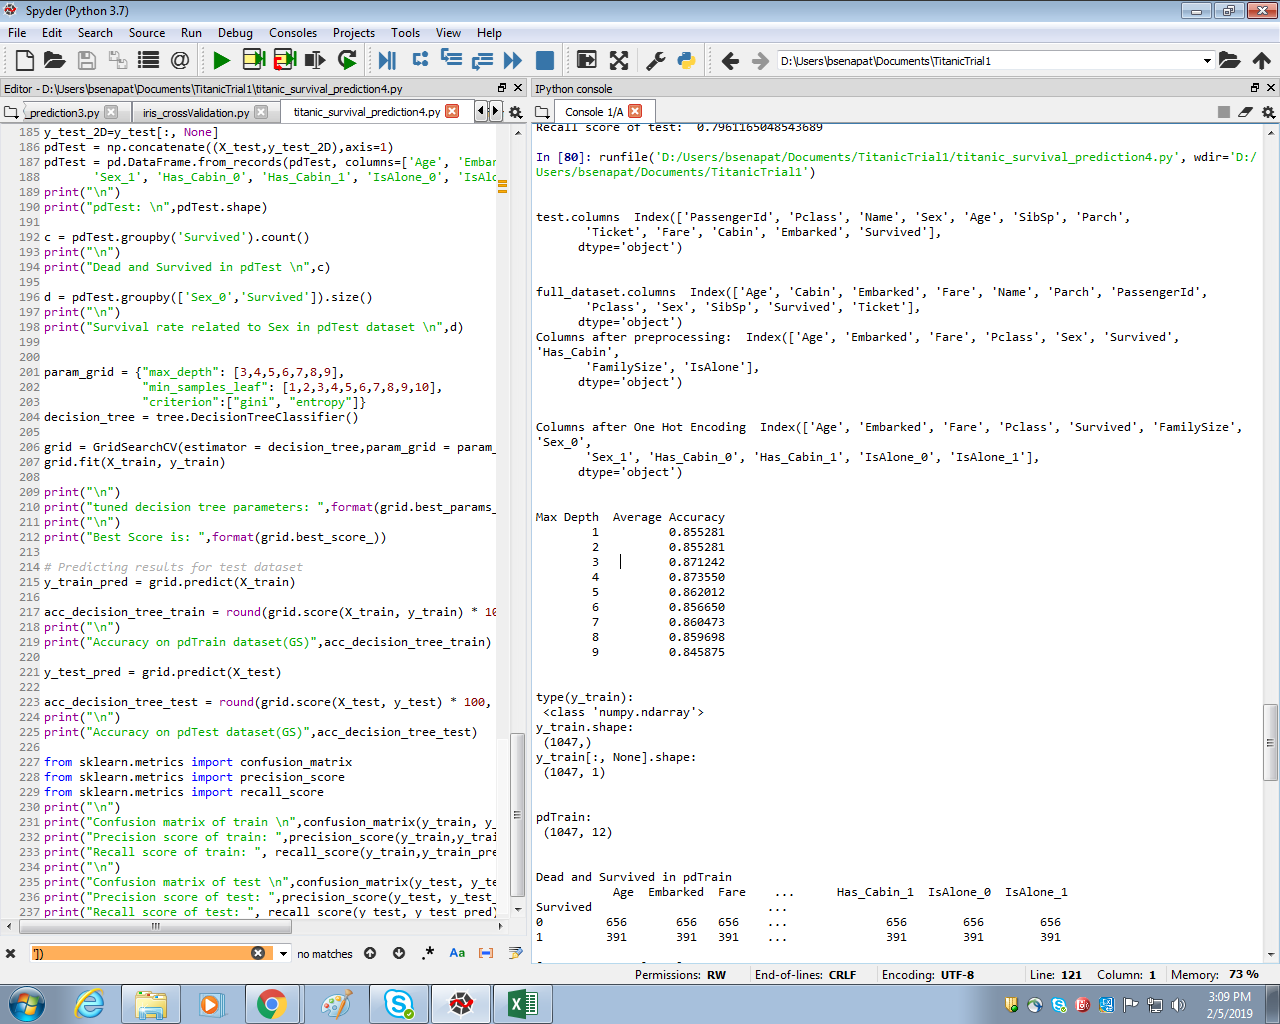 Spyder (Python 3.7)
File Edit Search Source Run Debug Consoles Projects Tools View Help
D:\Users\bsenapat\Documents\TitanicTrial1
Editor - D:\Users\bsenapat\Documents\TitanicTrial1\titanic_survival_prediction4.py
_prediction3.py iris_crossValidation.py titanic_survival_prediction4.py
185 y_test_2D=y_test[:, None]
186 pdTest = np.concatenate((X_test,y_test_2D),axis=1)
187 pdTest = pd.DataFrame.from_records(pdTest, columns=['Age', 'Embar
188 'Sex_1', 'Has_Cabin_0', 'Has_Cabin_1', 'IsAlone_0', 'IsAlo
189 print("\n")
190 print("pdTest: \n",pdTest.shape)
191
192 c = pdTest.groupby('Survived').count()
193 print("\n")
194 print("Dead and Survived in pdTest \n",c)
195
196 d = pdTest.groupby(['Sex_0','Survived']).size()
197 print("\n")
198 print("Survival rate related to Sex in pdTest dataset \n",d)
199
200
201 param_grid = {"max_depth": [3,4,5,6,7,8,9],
202 "min_samples_leaf": [1,2,3,4,5,6,7,8,9,10],
203 "criterion":["gini", "entropy"]}
204 decision_tree = tree.DecisionTreeClassifier()
205
206 grid = GridSearchCV(estimator = decision_tree,param_grid = param_
207 grid.fit(X_train, y_train)
208
209 print("\n")
210 print("tuned decision tree parameters: ",format(grid.best_params_
211 print("\n")
212 print("Best Score is: ",format(grid.best_score_))
213
214 # Predicting results for test dataset
215 y_train_pred = grid.predict(X_train)
216
217 acc_decision_tree_train = round(grid.score(X_train, y_train) * 10
218 print("\n")
219 print("Accuracy on pdTrain dataset(GS)",acc_decision_tree_train)
220
221 y_test_pred = grid.predict(X_test)
222
223 acc_decision_tree_test = round(grid.score(X_test, y_test) * 100,
224 print("\n")
225 print("Accuracy on pdTest dataset(GS)",acc_decision_tree_test)
226
227 from sklearn.metrics import confusion_matrix
228 from sklearn.metrics import precision_score
229 from sklearn.metrics import recall_score
230 print("\n")
231 print("Confusion matrix of train \n",confusion_matrix(y_train, y_
232 print("Precision score of train: ",precision_score(y_train,y_trai
233 print("Recall score of train: ", recall_score(y_train,y_train_pre
234 print("\n")
235 print("Confusion matrix of test \n",confusion_matrix(y_test, y_te
236 print("Precision score of test: ",precision_score(y_test, y_test_
237 print("Recall score of test: ", recall_score(y_test, y_test_pred)
'])
no matches
.* Aa
IPython console
Console 1/A
Recall score of test: 0.7961165048543689
In [80]: runfile('D:/Users/bsenapat/Documents/TitanicTrial1/titanic_survival_prediction4.py', wdir='D:/
Users/bsenapat/Documents/TitanicTrial1')
test.columns Index(['PassengerId', 'Pclass', 'Name', 'Sex', 'Age', 'SibSp', 'Parch',
'Ticket', 'Fare', 'Cabin', 'Embarked', 'Survived'],
dtype='object')
full_dataset.columns Index(['Age', 'Cabin', 'Embarked', 'Fare', 'Name', 'Parch', 'PassengerId',
'Pclass', 'Sex', 'SibSp', 'Survived', 'Ticket'],
dtype='object')
Columns after preprocessing: Index(['Age', 'Embarked', 'Fare', 'Pclass', 'Sex', 'Survived',
'Has_Cabin',
'FamilySize', 'IsAlone'],
dtype='object')
Columns after One Hot Encoding Index(['Age', 'Embarked', 'Fare', 'Pclass', 'Survived', 'FamilySize',
'Sex_0',
'Sex_1', 'Has_Cabin_0', 'Has_Cabin_1', 'IsAlone_0', 'IsAlone_1'],
dtype='object')
Max Depth Average Accuracy
1 0.855281
2 0.855281
3 0.871242
4 0.873550
5 0.862012
6 0.856650
7 0.860473
8 0.859698
9 0.845875
type(y_train):
<class 'numpy.ndarray'>
y_train.shape:
(1047,)
y_train[:, None].shape:
(1047, 1)
pdTrain:
(1047, 12)
Dead and Survived in pdTrain
Age Embarked Fare ... Has_Cabin_1 IsAlone_0 IsAlone_1
Survived ...
0 656 656 656 ... 656 656 656
1 391 391 391 ... 391 391 391
Permissions: RW End-of-lines: CRLF Encoding: UTF-8 Line: 121 Column: 1 Memory: 73 %
3:09 PM
2/5/2019